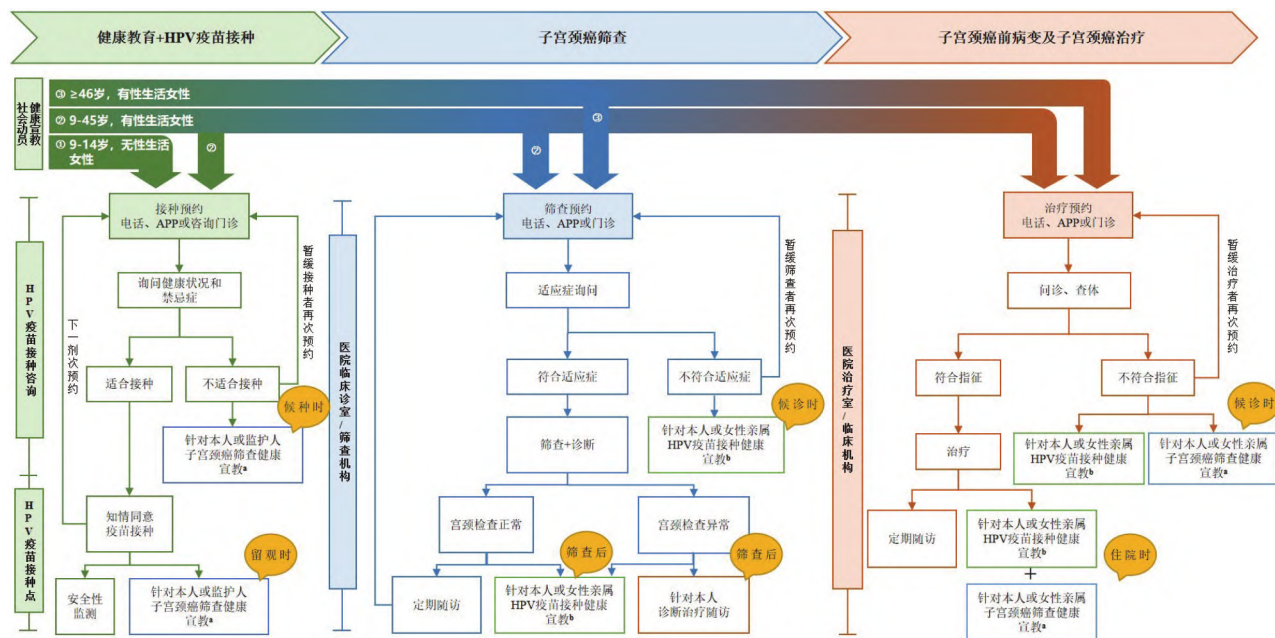 健康教育+HPV疫苗接种
子宫颈癌筛查
子宫颈癌前病变及子宫颈癌治疗
健康宣教
社会动员
③ ≥46岁，有性生活女性
② 9-45岁，有性生活女性
① 9-14岁，无性生活
女性
②
②
③
HPV疫苗接种咨询
HPV疫苗接种点
接种预约
电话、APP或咨询门诊
询问健康状况和
禁忌症
适合接种
不适合接种
暂缓接种者再次预约
下一剂次预约
候种时
针对本人或监护人
子宫颈癌筛查健康
宣教a
知情同意
疫苗接种
留观时
安全性
监测
针对本人或监护人
子宫颈癌筛查健康
宣教a
医院临床诊室/筛查机构
筛查预约
电话、APP或门诊
适应症询问
符合适应症
不符合适应症
暂缓筛查者再次预约
候诊时
筛查+诊断
针对本人或女性亲属
HPV疫苗接种健康
宣教b
宫颈检查正常
宫颈检查异常
筛查后
筛查后
定期随访
针对本人或女性亲属
HPV疫苗接种健康
宣教b
针对本人
诊断治疗随访
医院治疗室/临床机构
治疗预约
电话、APP或门诊
问诊、查体
符合指征
不符合指征
暂缓治疗者再次预约
候诊时
治疗
针对本人或女性亲属
HPV疫苗接种健康
宣教b
针对本人或女性亲属
子宫颈癌筛查健康
宣教a
定期随访
针对本人或女性亲属
HPV疫苗接种健康
宣教b
住院时
+
针对本人或女性亲属
子宫颈癌筛查健康
宣教a